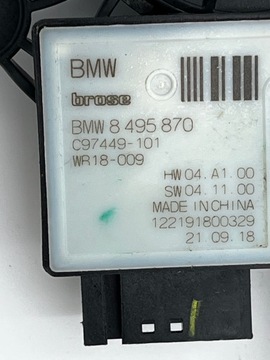 BMW
brose
BMW 8 495 870
C97449-101
WR18-009
HW 04.A1.00
SW 04.11.00
MADE IN CHINA
122191800329
21.09.18